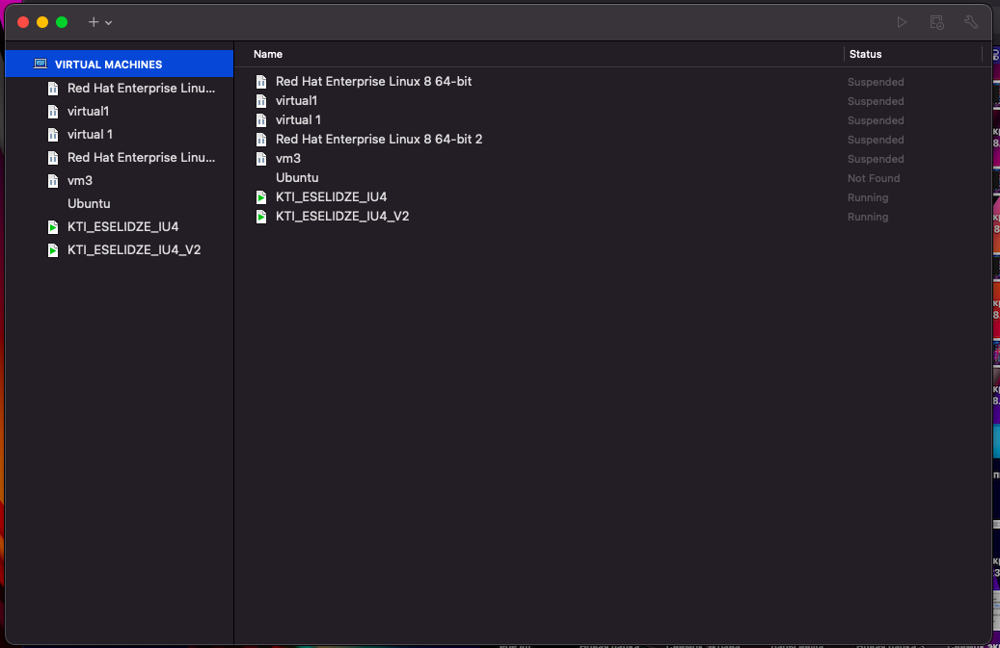 VIRTUAL MACHINES
Red Hat Enterprise Linu...
virtual1
virtual 1
Red Hat Enterprise Linu...
vm3
Ubuntu
KTI_ESELIDZE_IU4
KTI_ESELIDZE_IU4_V2
Name Status
Red Hat Enterprise Linux 8 64-bit Suspended
virtual1 Suspended
virtual 1 Suspended
Red Hat Enterprise Linux 8 64-bit 2 Suspended
vm3 Suspended
Ubuntu Not Found
KTI_ESELIDZE_IU4 Running
KTI_ESELIDZE_IU4_V2 Running